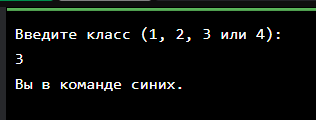 Введите класс (1, 2, 3 или 4):
3
Вы в команде синих.